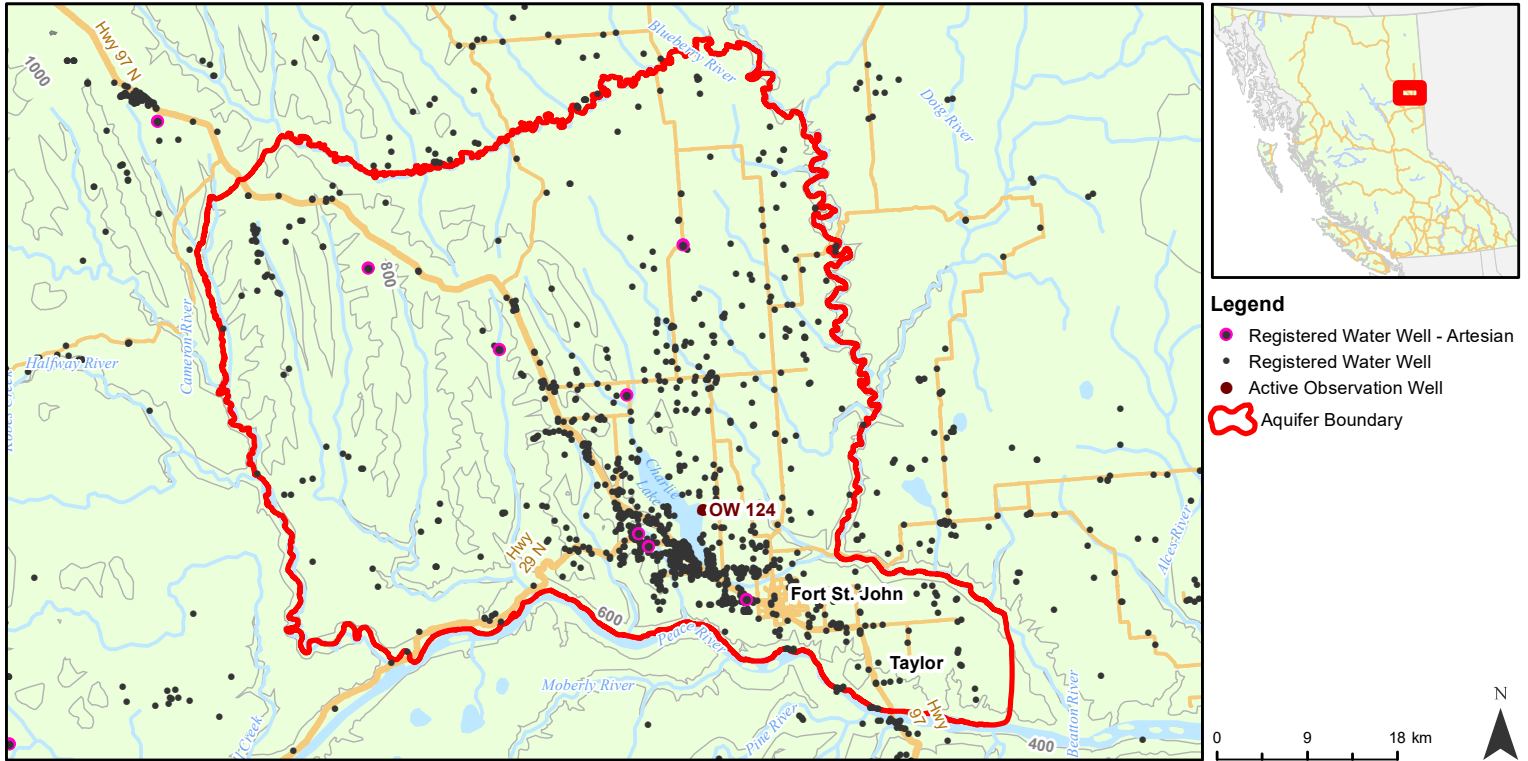 Hwy 97 N
1000
Blueberry River
Doig River
800
Cameron River
Halfway River
Charlie
Lake
OW 124
Hwy
29 N
Alces River
Fort St. John
600
Peace River
Taylor
Moberly River
Pine River
Hwy
97
Beatton River
400
Legend
Registered Water Well - Artesian
Registered Water Well
Active Observation Well
Aquifer Boundary
N
0 9 18 km